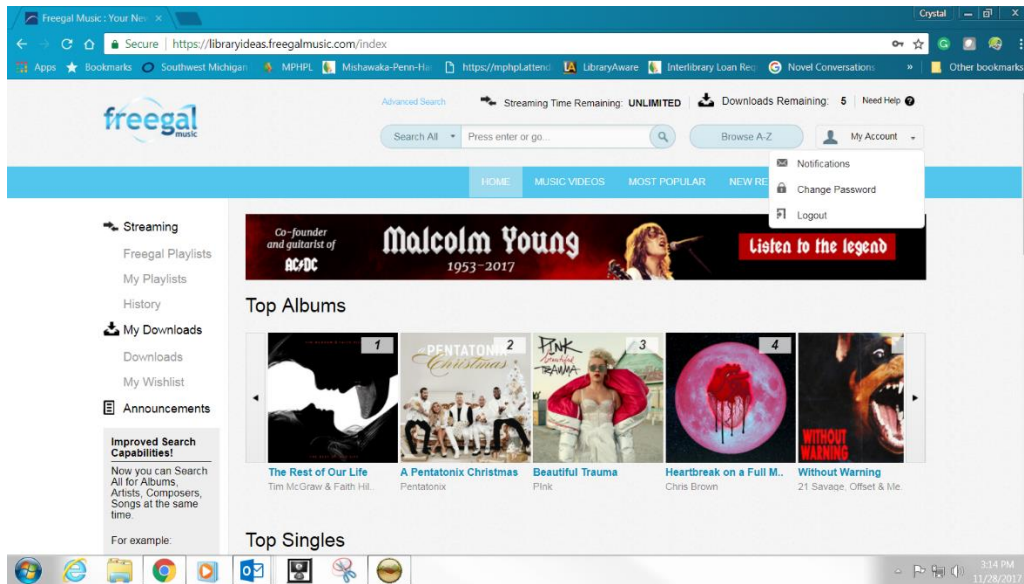 Freegal Music : Your Nev
Crystal
Secure | https://libraryideas.freegalmusic.com/index
Apps Bookmarks Southwest Michigan MPHPL Mishawaka-Penn-Ha https://mphpl.attend LibraryAware Interlibrary Loan Req Novel Conversations » Other bookmarks
freegal
music
Advanced Search Streaming Time Remaining: UNLIMITED Downloads Remaining: 5 Need Help ?
Search All Press enter or go... Browse A-Z My Account
HOME MUSIC VIDEOS MOST POPULAR NEW RE
Notifications
Change Password
Logout
Streaming
Freegal Playlists
My Playlists
History
My Downloads
Downloads
My Wishlist
Announcements
Improved Search
Capabilities!
Now you can Search
All for Albums,
Artists, Composers,
Songs at the same
time.
For example:
Co-founder
and guitarist of
AC/DC
Malcolm Young
1953-2017
Listen to the legend
Top Albums
1
2
3
4
PENTATONIX
Christmas
P!NK
beautiful
TRAUMA
WITHOUT
WARNING
The Rest of Our Life
Tim McGraw & Faith Hil..
A Pentatonix Christmas
Pentatonix
Beautiful Trauma
P!nk
Heartbreak on a Full M..
Chris Brown
Without Warning
21 Savage, Offset & Me.
Top Singles
3:14 PM
11/28/2017